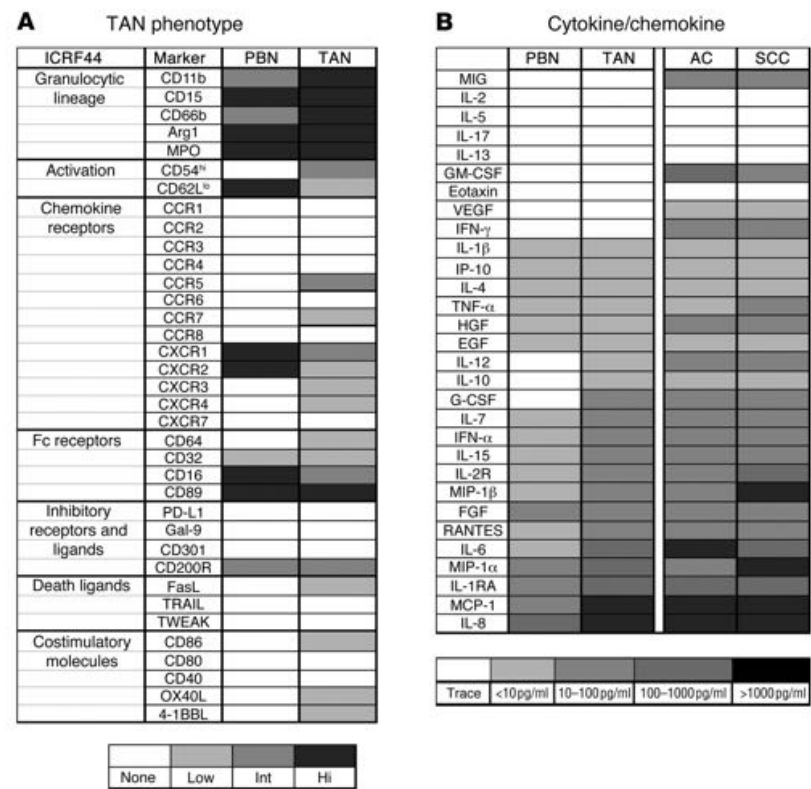 A TAN phenotype
ICRF44 Marker PBN TAN
Granulocytic CD11b
lineage CD15
CD66b
Arg1
MPO
Activation CD54hi
CD62Llo
Chemokine CCR1
receptors CCR2
CCR3
CCR4
CCR5
CCR6
CCR7
CCR8
CXCR1
CXCR2
CXCR3
CXCR4
CXCR7
Fc receptors CD64
CD32
CD16
CD89
Inhibitory PD-L1
receptors and Gal-9
ligands CD301
CD200R
Death ligands FasL
TRAIL
TWEAK
Costimulatory CD86
molecules CD80
CD40
OX40L
4-1BBL
None Low Int Hi
B Cytokine/chemokine
PBN TAN AC SCC
MIG
IL-2
IL-5
IL-17
IL-13
GM-CSF
Eotaxin
VEGF
IFN-γ
IL-1β
IP-10
IL-4
TNF-α
HGF
EGF
IL-12
IL-10
G-CSF
IL-7
IFN-α
IL-15
IL-2R
MIP-1β
FGF
RANTES
IL-6
MIP-1α
IL-1RA
MCP-1
IL-8
Trace <10pg/ml 10–100pg/ml 100–1000pg/ml >1000pg/ml